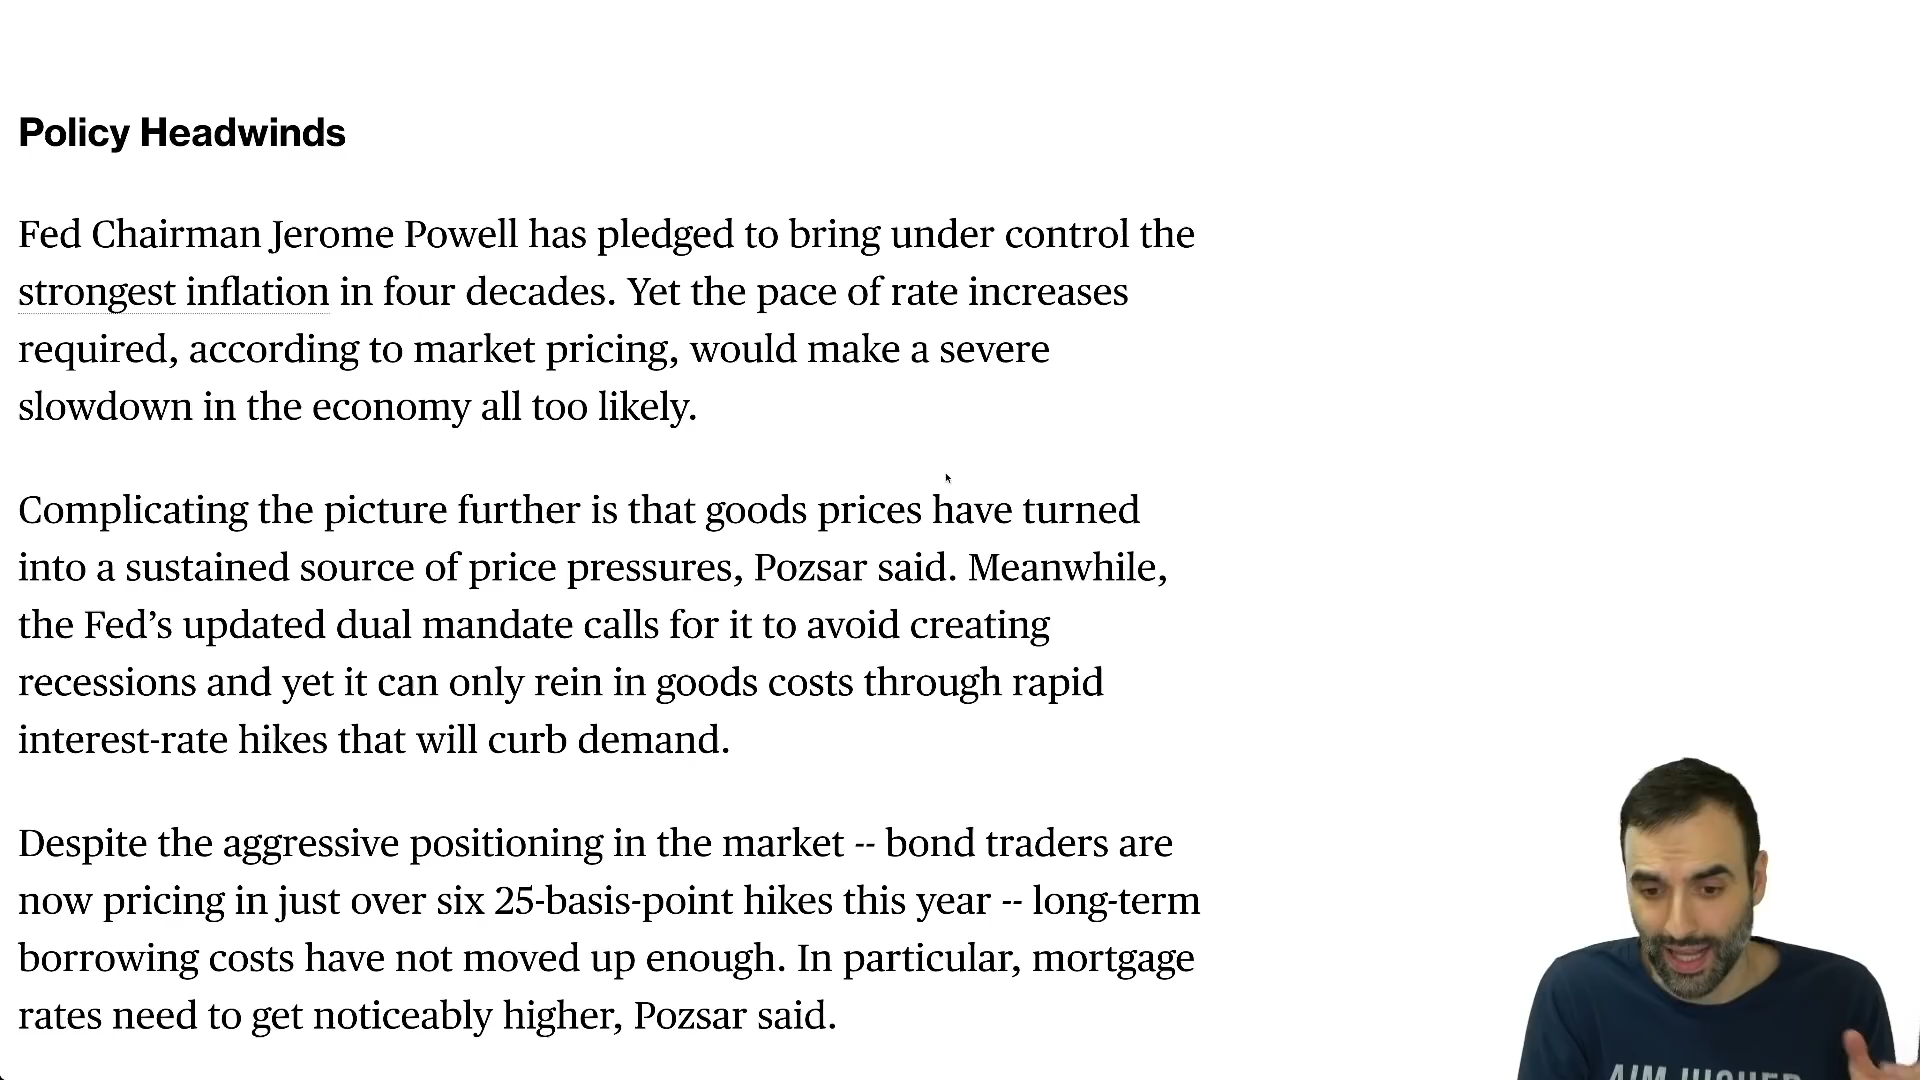 Policy Headwinds
Fed Chairman Jerome Powell has pledged to bring under control the
strongest inflation in four decades. Yet the pace of rate increases
required, according to market pricing, would make a severe
slowdown in the economy all too likely.
Complicating the picture further is that goods prices have turned
into a sustained source of price pressures, Pozsar said. Meanwhile,
the Fed’s updated dual mandate calls for it to avoid creating
recessions and yet it can only rein in goods costs through rapid
interest-rate hikes that will curb demand.
Despite the aggressive positioning in the market -- bond traders are
now pricing in just over six 25-basis-point hikes this year -- long-term
borrowing costs have not moved up enough. In particular, mortgage
rates need to get noticeably higher, Pozsar said.
AIM HIGHER